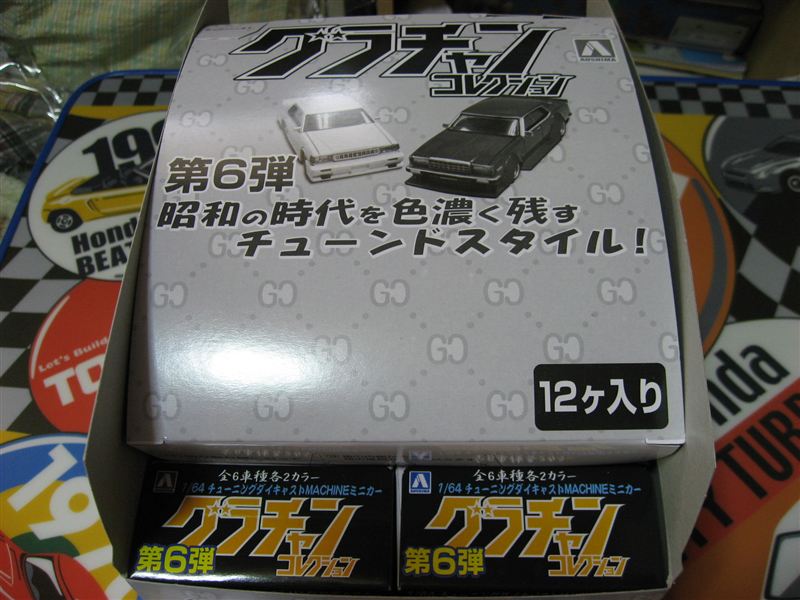 グラチャン
コレクション
AOSHIMA
第6弾
昭和の時代を色濃く残す
チューンドスタイル!
12ヶ入り
全6車種各2カラー
1/64 チューニングダイキャストMACHINEミニカー
グラチャン
コレクション
第6弾
全6車種各2カラー
1/64 チューニングダイキャストMACHINEミニカー
グラチャン
コレクション
第6弾
Honda
BEAT
Let's Build